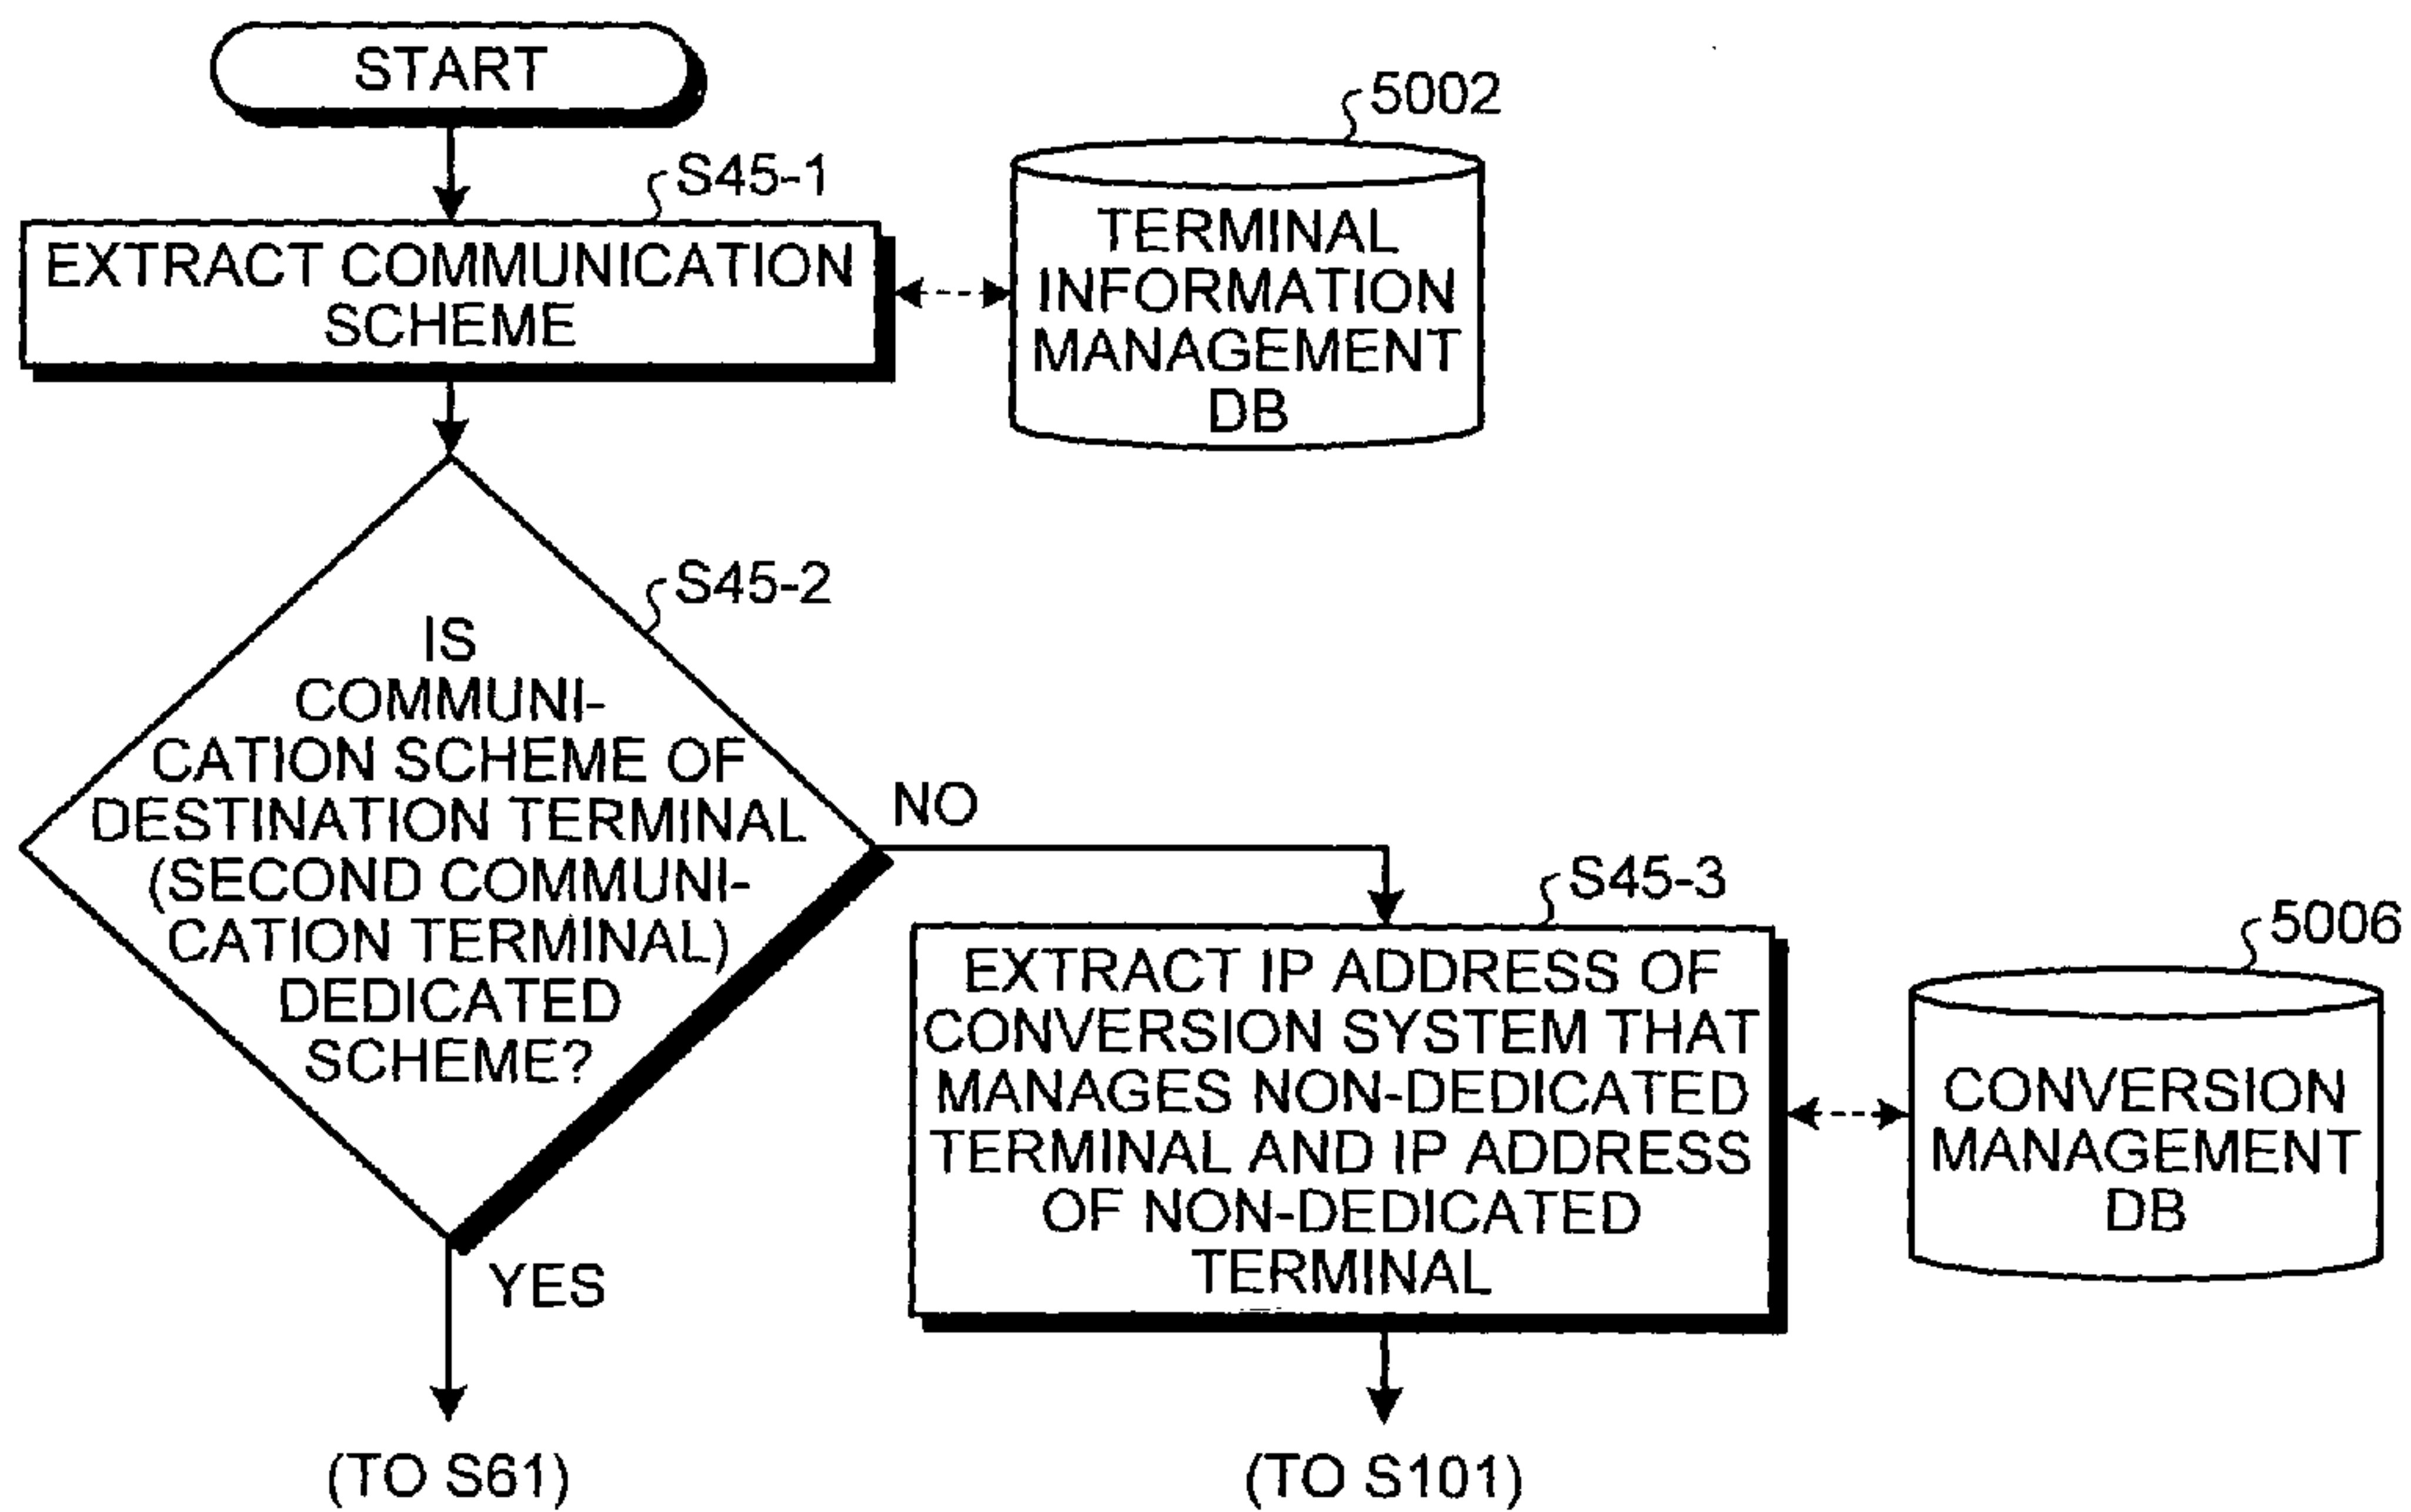 START
5002
S45-1
EXTRACT COMMUNICATION
SCHEME
TERMINAL
INFORMATION
MANAGEMENT
DB
S45-2
IS
COMMUNI-
CATION SCHEME OF
DESTINATION TERMINAL
(SECOND COMMUNI-
CATION TERMINAL)
DEDICATED
SCHEME?
NO
YES
S45-3
EXTRACT IP ADDRESS OF
CONVERSION SYSTEM THAT
MANAGES NON-DEDICATED
TERMINAL AND IP ADDRESS
OF NON-DEDICATED
TERMINAL
5006
CONVERSION
MANAGEMENT
DB
(TO S61)
(TO S101)